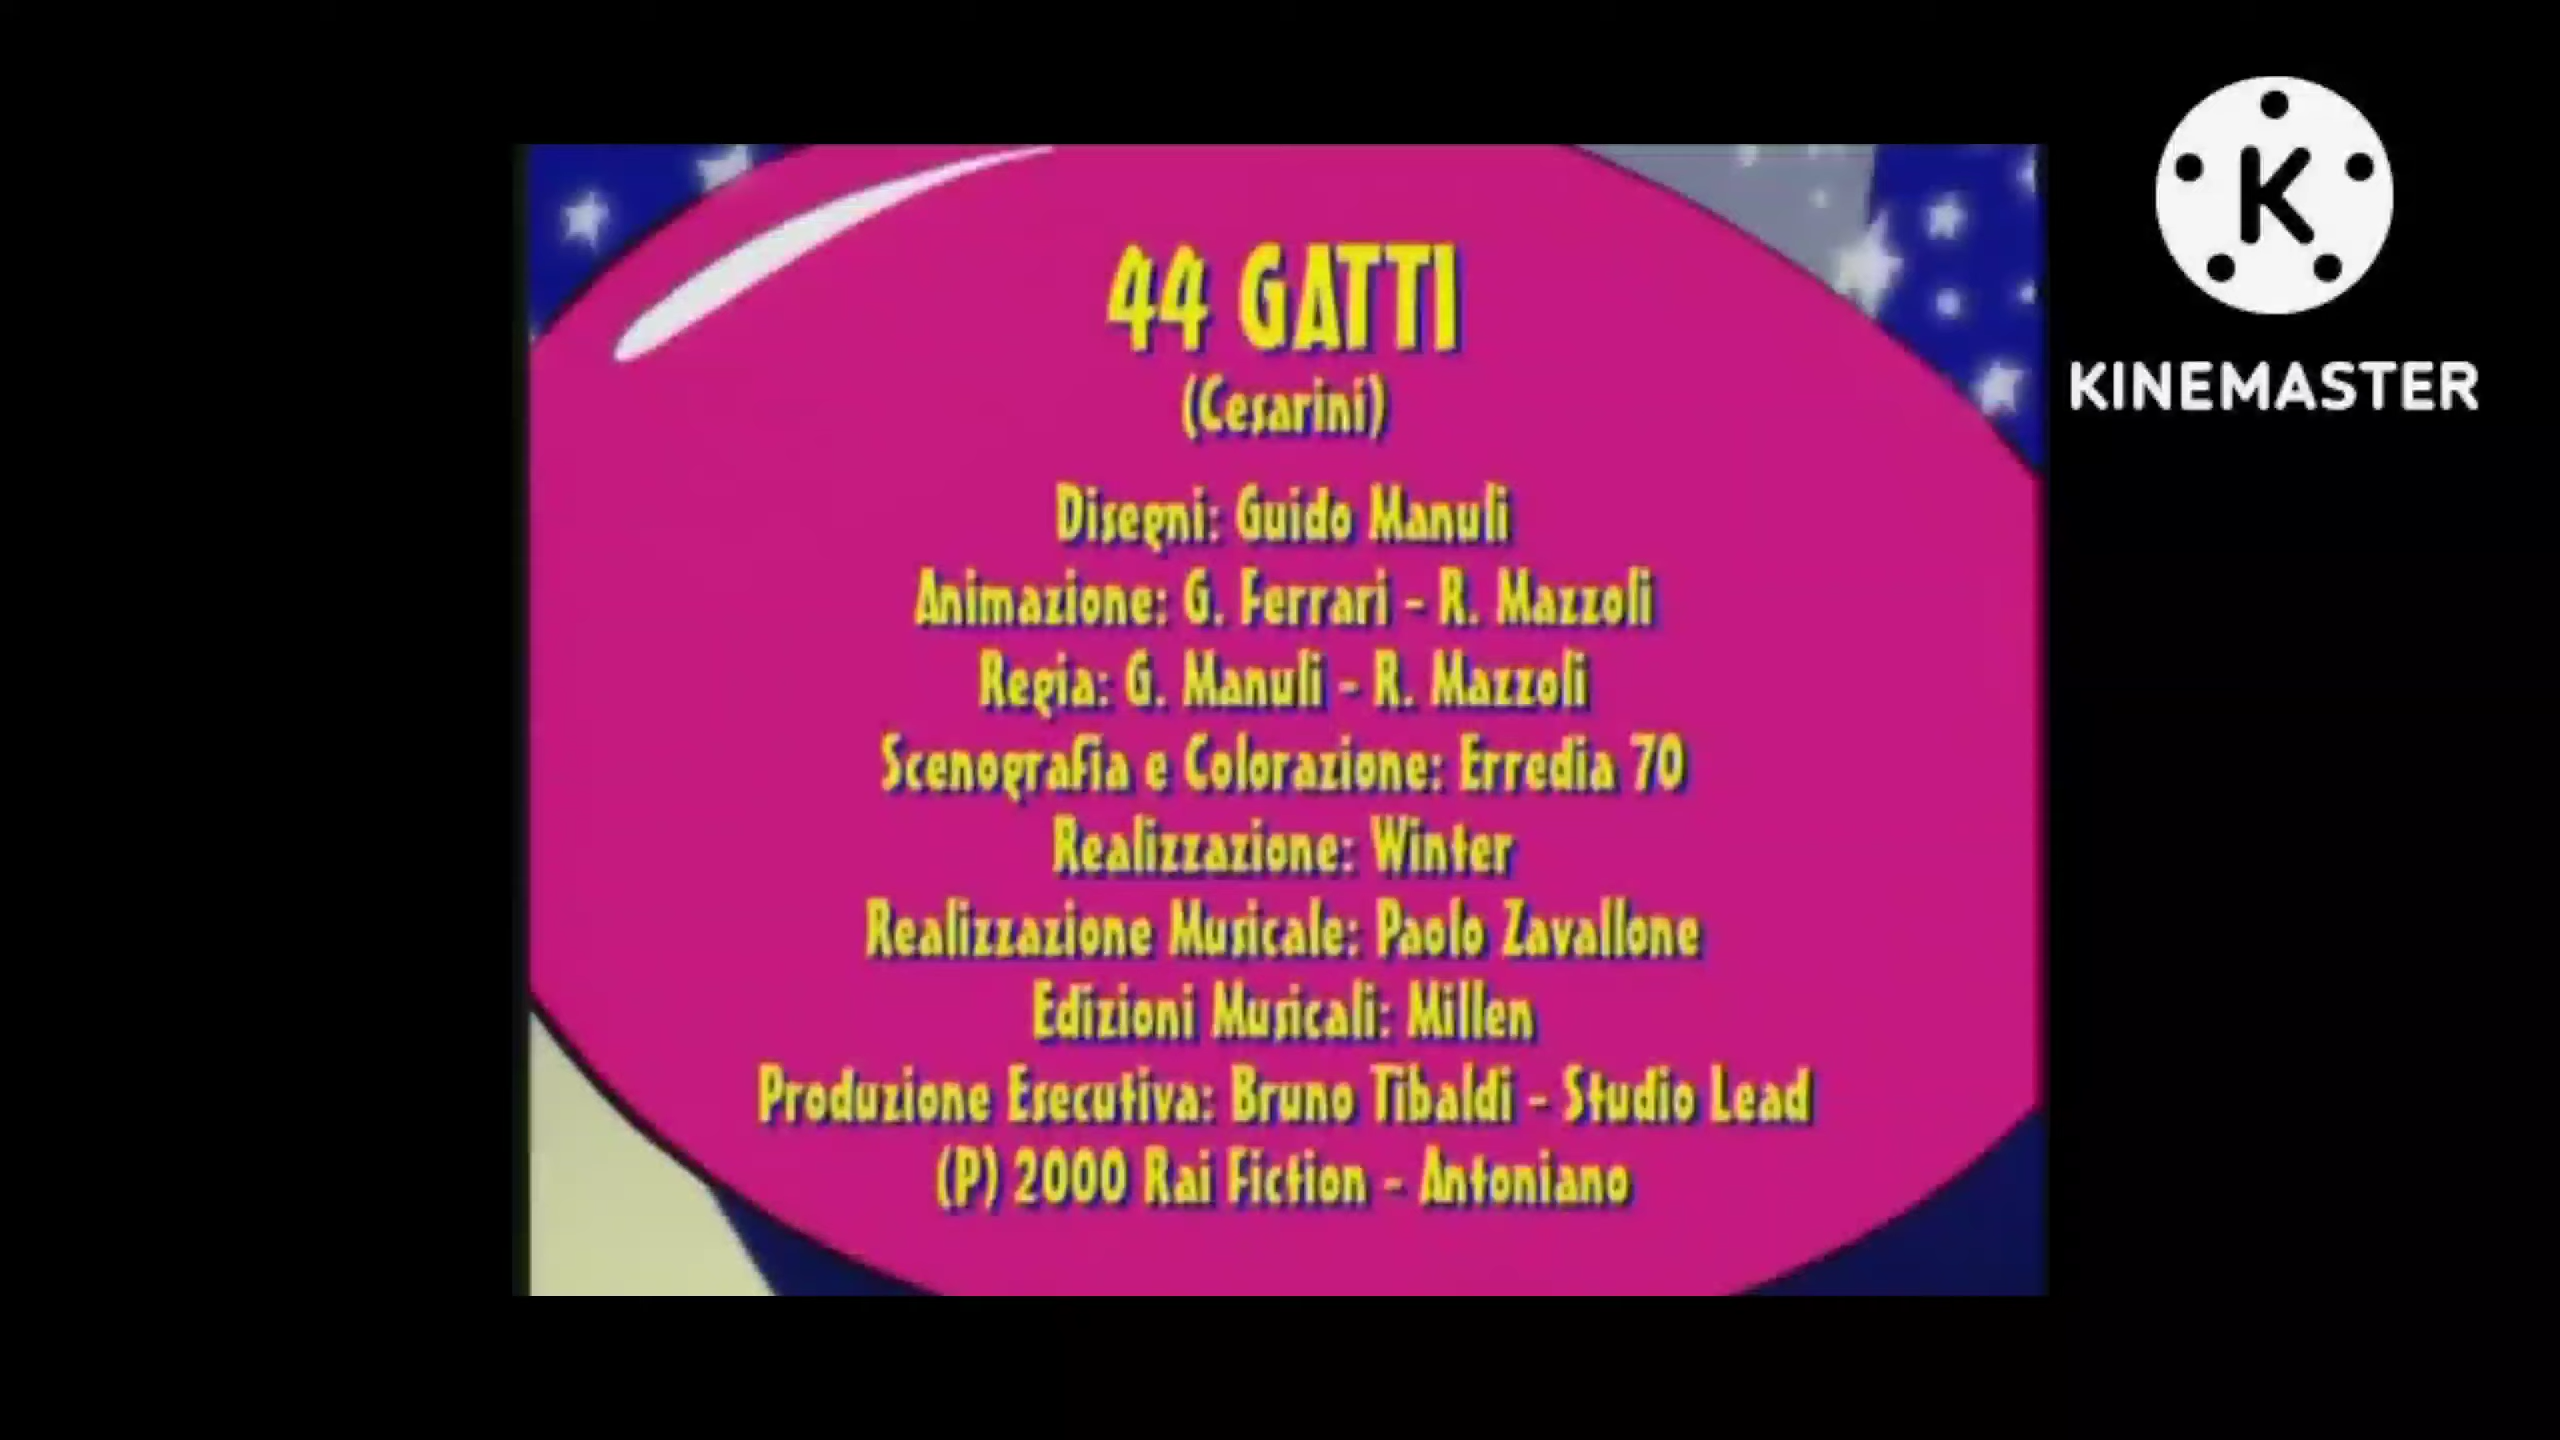 44 GATTI
(Cesarini)
Disegni: Guido Manuli
Animazione: G. Ferrari - R. Mazzoli
Regia: G. Manuli - R. Mazzoli
Scenografia e Colorazione: Erredia 70
Realizzazione: Winter
Realizzazione Musicale: Paolo Zavallone
Edizioni Musicali: Millen
Produzione Esecutiva: Bruno Tibaldi - Studio Lead
(P) 2000 Rai Fiction - Antoniano
K
KINEMASTER